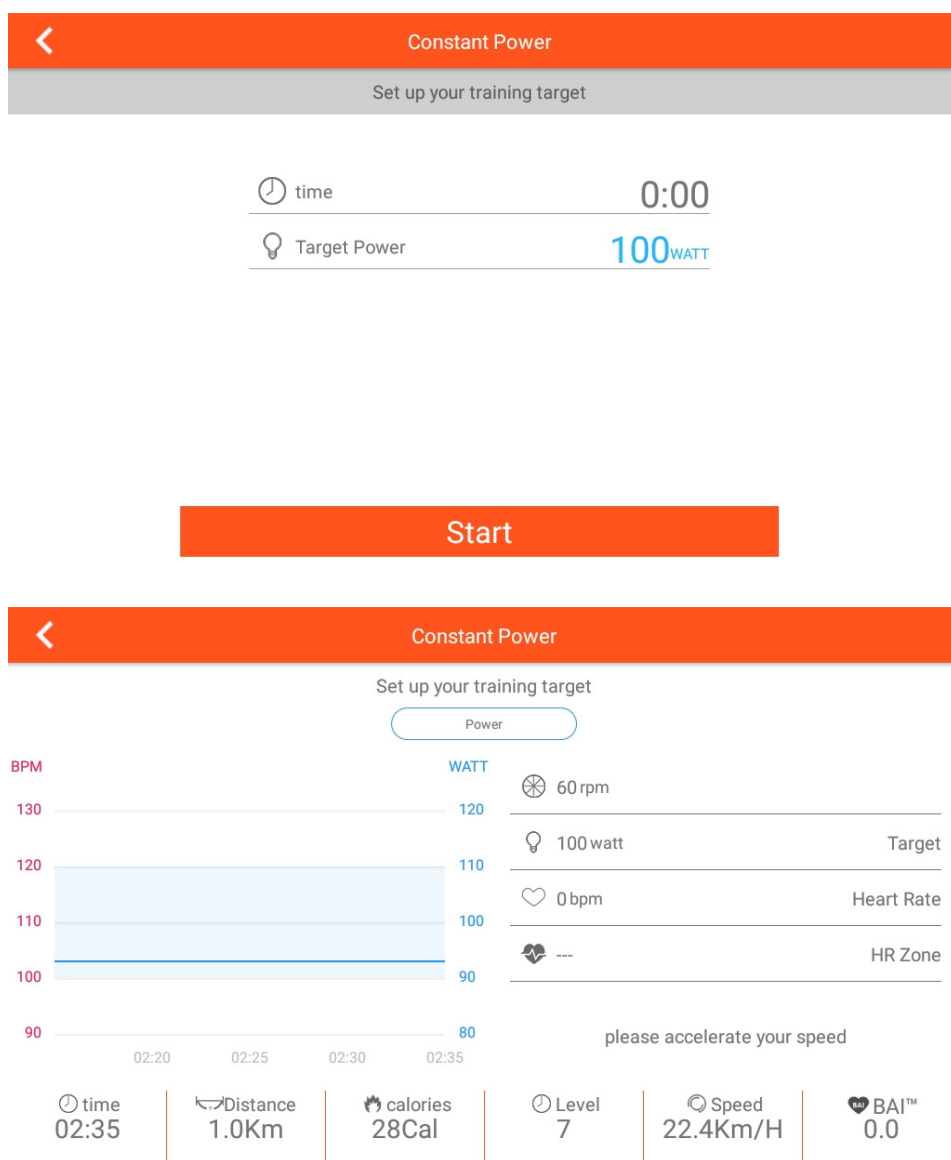 Constant Power
Set up your training target
time 0:00
Target Power 100WATT
Start
Constant Power
Set up your training target
Power
BPM WATT
60 rpm
130 120
100 watt Target
120 110
0 bpm Heart Rate
110 100
--- HR Zone
100 90
90 80
please accelerate your speed
02:20 02:25 02:30 02:35
time Distance calories Level Speed BAI BAI™
02:35 1.0Km 28Cal 7 22.4Km/H 0.0